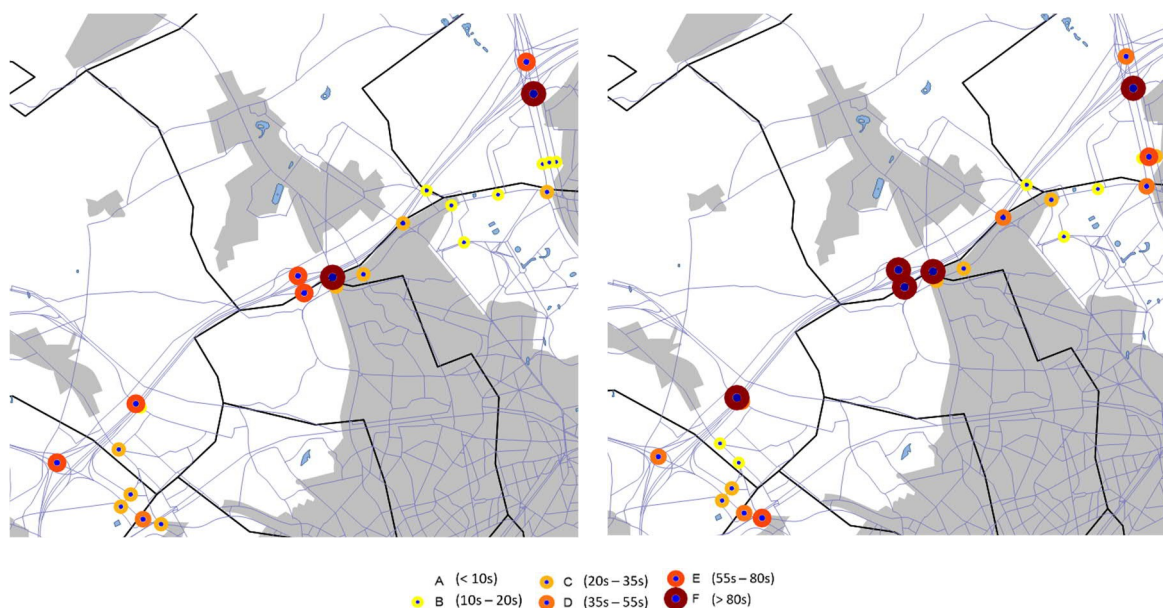 A (< 10s) C (20s – 35s) E (55s – 80s)
B (10s – 20s) D (35s – 55s) F (> 80s)